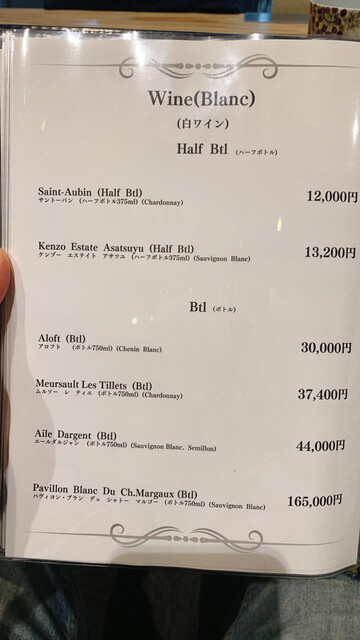 Wine(Blanc)
(白ワイン)
Half Btl (ハーフボトル)
Saint-Aubin (Half Btl) 12,000円
サントーバン (ハーフボトル375ml) (Chardonnay)
Kenzo Estate Asatsuyu (Half Btl) 13,200円
ケンゾー エステイト アサツユ (ハーフボトル375ml) (Sauvignon Blanc)
Btl (ボトル)
Aloft (Btl) 30,000円
アロフト (ボトル750ml) (Chenin Blanc)
Meursault Les Tillets (Btl) 37,400円
ムルソー レ ティエ (ボトル750ml) (Chardonnay)
Aile Dargent (Btl) 44,000円
エールダルジャン (ボトル750ml) (Sauvignon Blanc, Semillon)
Pavillon Blanc Du Ch.Margaux (Btl) 165,000円
パヴィヨン・ブラン デュ シャトー マルゴー (ボトル750ml) (Sauvignon Blanc)